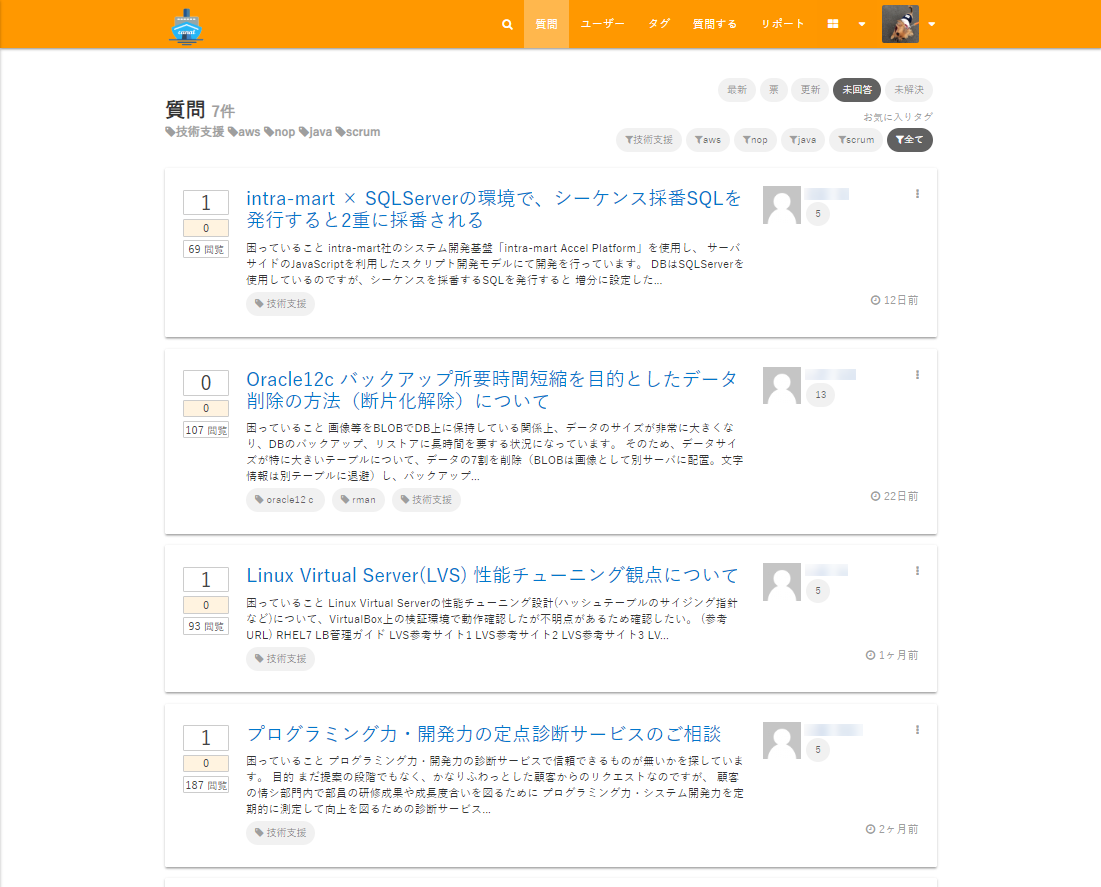 canal
質問
ユーザー
タグ
質問する
リポート
最新 票 更新 未回答 未解決
質問 7件
お気に入りタグ
技術支援 aws nop java scrum
技術支援 aws nop java scrum 全て
1
0
69 閲覧
intra-mart × SQLServerの環境で、シーケンス採番SQLを
発行すると2重に採番される
困っていること intra-mart社のシステム開発基盤「intra-mart Accel Platform」を使用し、 サーバ
サイドのJavaScriptを利用したスクリプト開発モデルにて開発を行っています。 DBはSQLServerを
使用しているのですが、シーケンスを採番するSQLを発行すると 増分に設定した...
技術支援
5
12日前
0
0
107 閲覧
Oracle12c バックアップ所要時間短縮を目的としたデータ
削除の方法（断片化解除）について
困っていること 画像等をBLOBでDB上に保持している関係上、データのサイズが非常に大きくな
り、DBのバックアップ、リストアに長時間を要する状況になっています。 そのため、データサイ
ズが特に大きいテーブルについて、データの7割を削除（BLOBは画像として別サーバに配置。文字
情報は別テーブルに退避）し、バックアップ...
oracle12 c rman 技術支援
13
22日前
1
0
93 閲覧
Linux Virtual Server(LVS) 性能チューニング観点について
困っていること Linux Virtual Serverの性能チューニング設計(ハッシュテーブルのサイジング指針
など)について、VirtualBox上の検証環境で動作確認したが不明点があるため確認したい。 (参考
URL) RHEL7 LB管理ガイド LVS参考サイト1 LVS参考サイト2 LVS参考サイト3 LV...
技術支援
5
1ヶ月前
1
0
187 閲覧
プログラミング力・開発力の定点診断サービスのご相談
困っていること プログラミング力・開発力の診断サービスで信頼できるものが無いかを探していま
す。 目的 まだ提案の段階でもなく、かなりふわっとした顧客からのリクエストなのですが、 顧客
の情シ部門内で部員の研修成果や成長度合いを図るために プログラミング力・システム開発力を定
期的に測定して向上を図るための診断サービス...
技術支援
5
2ヶ月前